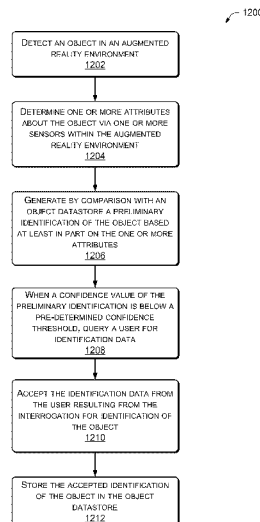 1200
DETECT AN OBJECT IN AN AUGMENTED
REALITY ENVIRONMENT
1202
DETERMINE ONE OR MORE ATTRIBUTES
ABOUT THE OBJECT VIA ONE OR MORE
SENSORS WITHIN THE AUGMENTED
REALITY ENVIRONMENT
1204
GENERATE BY COMPARISON WITH AN
OBJECT DATASTORE A PRELIMINARY
IDENTIFICATION OF THE OBJECT BASED
AT LEAST IN PART ON THE ONE OR MORE
ATTRIBUTES
1206
WHEN A CONFIDENCE VALUE OF THE
PRELIMINARY IDENTIFICATION IS BELOW A
PRE-DETERMINED CONFIDENCE
THRESHOLD, QUERY A USER FOR
IDENTIFICATION DATA
1208
ACCEPT THE IDENTIFICATION DATA FROM
THE USER RESULTING FROM THE
INTERROGATION FOR IDENTIFICATION OF
THE OBJECT
1210
STORE THE ACCEPTED IDENTIFICATION
OF THE OBJECT IN THE OBJECT
DATASTORE
1212